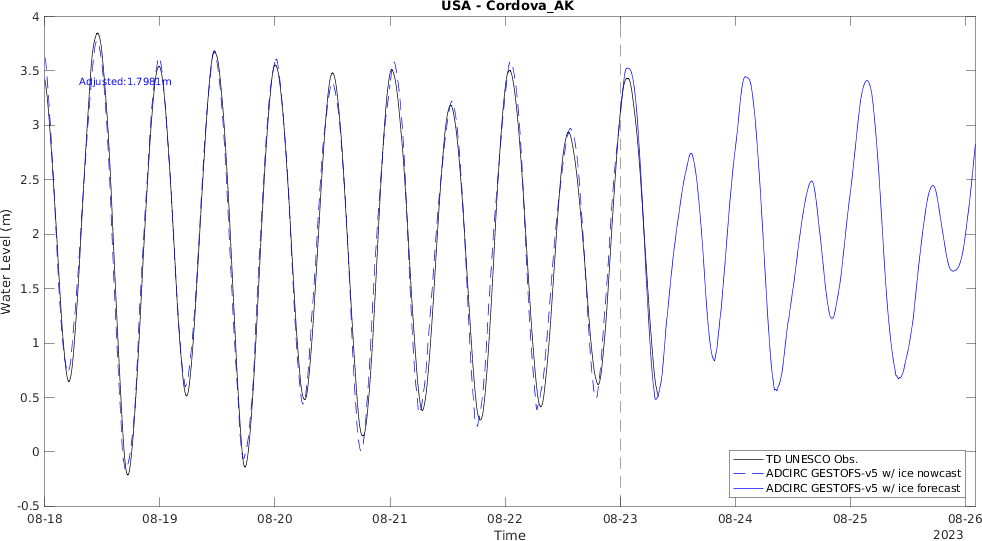 USA - Cordova_AK
4
3.5
3
2.5
2
1.5
1
0.5
0
-0.5
Water Level (m)
Adjusted:1.7981m
TD UNESCO Obs.
ADCIRC GESTOFS-v5 w/ ice nowcast
ADCIRC GESTOFS-v5 w/ ice forecast
08-18 08-19 08-20 08-21 08-22 08-23 08-24 08-25 08-26
Time
2023